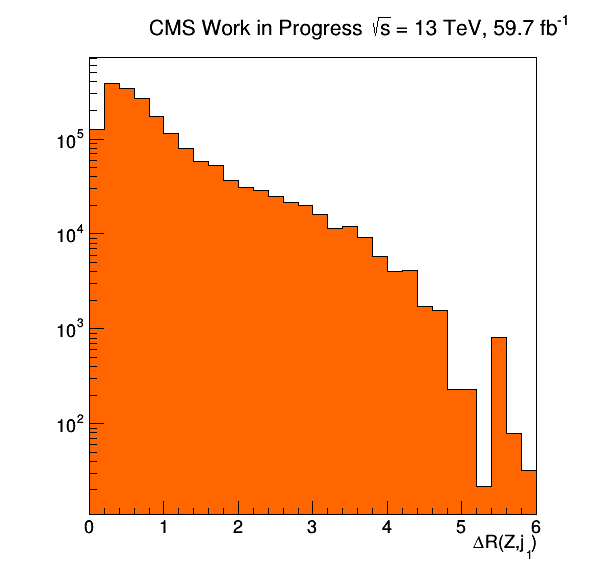 CMS Work in Progress √s = 13 TeV, 59.7 fb⁻¹
10⁵
10⁴
10³
10²
0 1 2 3 4 5 6
ΔR(Z,j₁)